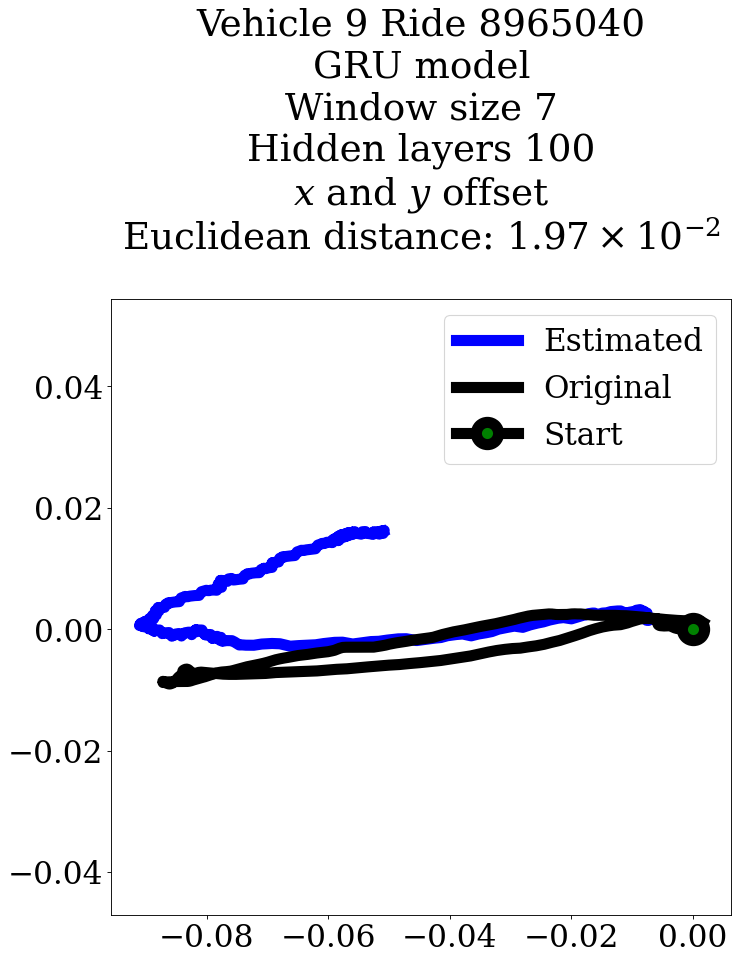 Vehicle 9 Ride 8965040
GRU model
Window size 7
Hidden layers 100
x and y offset
Euclidean distance: 1.97 × 10⁻²
Estimated
Original
Start
0.04
0.02
0.00
−0.02
−0.04
−0.08
−0.06
−0.04
−0.02
0.00